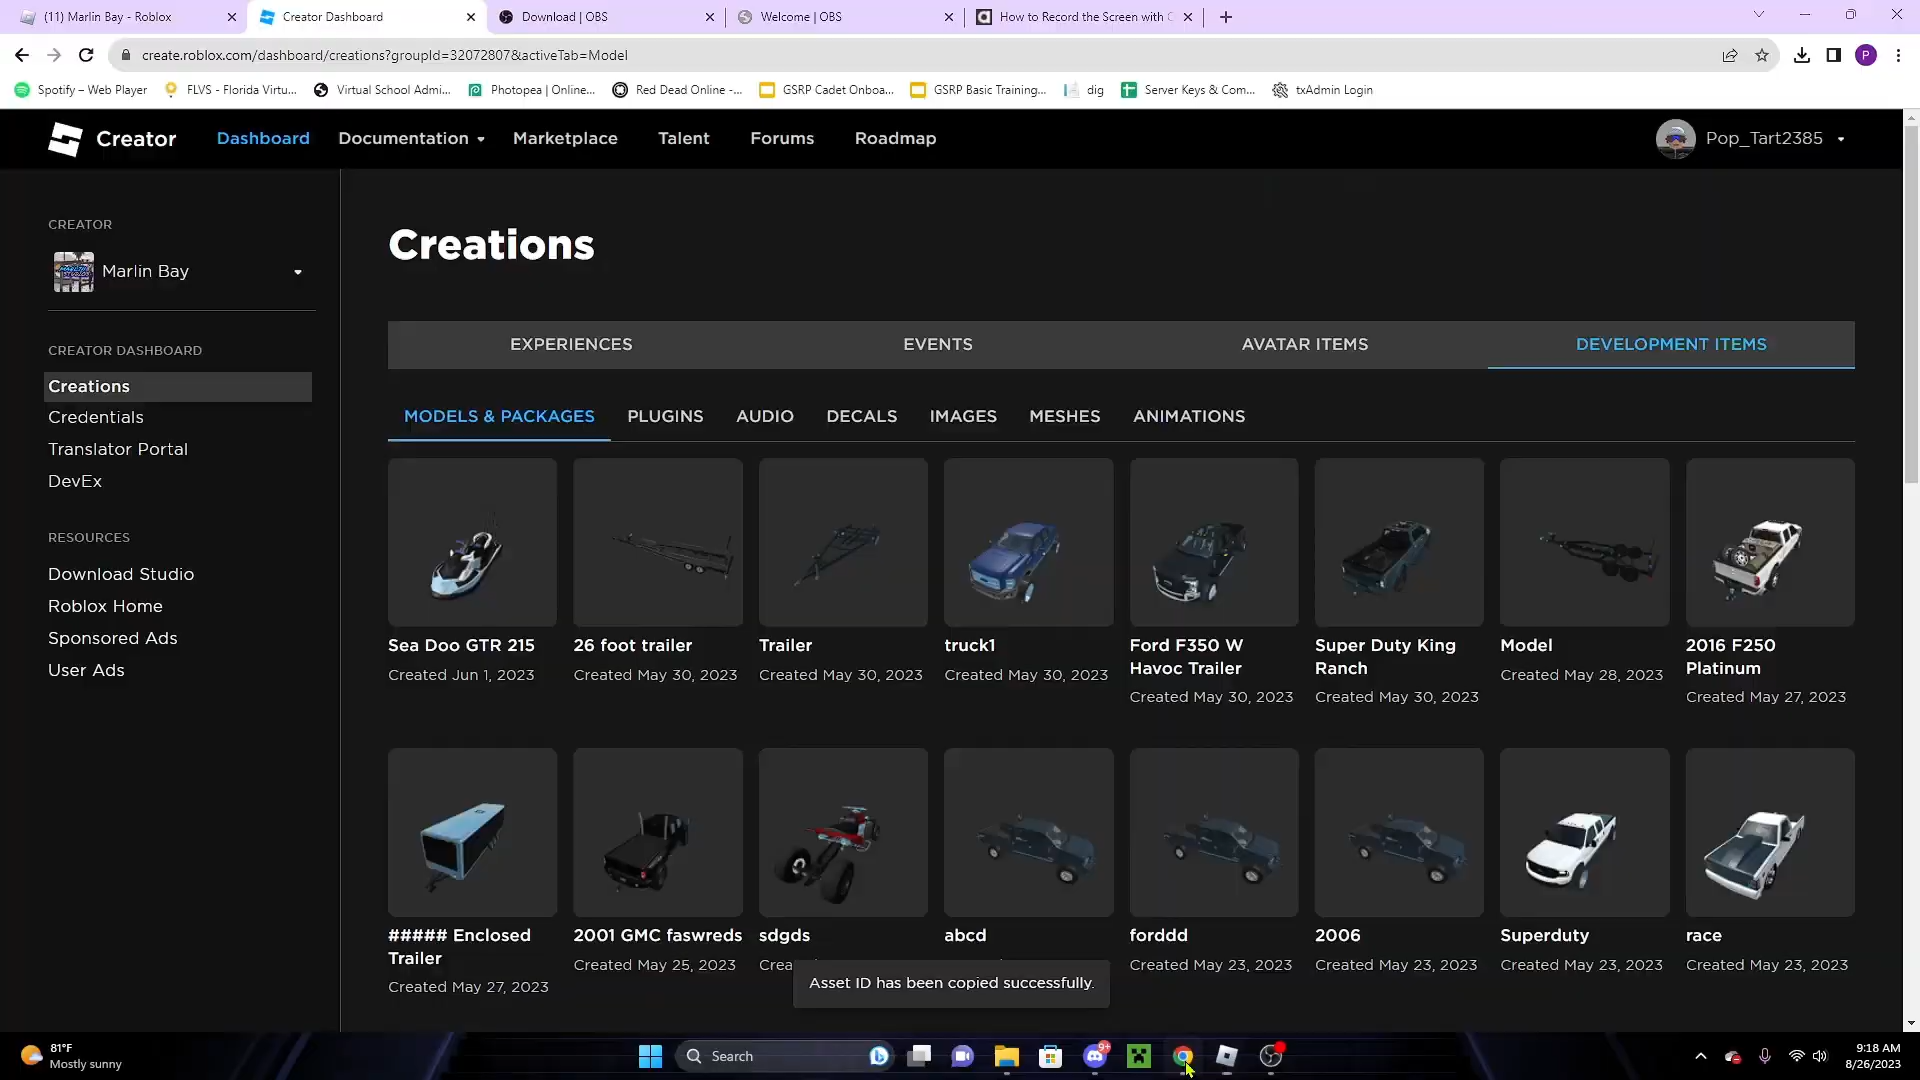 (11) Marlin Bay - Roblox
Creator Dashboard
Download | OBS
Welcome | OBS
How to Record the Screen with
create.roblox.com/dashboard/creations?groupId=32072807&activeTab=Model
P
Spotify – Web Player
FLVS - Florida Virtu...
Virtual School Admi...
Photopea | Online...
Red Dead Online -...
GSRP Cadet Onboa...
GSRP Basic Training...
dig
Server Keys & Com...
txAdmin Login
Creator
Dashboard
Documentation
Marketplace
Talent
Forums
Roadmap
Pop_Tart2385
CREATOR
Marlin Bay
CREATOR DASHBOARD
Creations
Credentials
Translator Portal
DevEx
RESOURCES
Download Studio
Roblox Home
Sponsored Ads
User Ads
Creations
EXPERIENCES
EVENTS
AVATAR ITEMS
DEVELOPMENT ITEMS
MODELS & PACKAGES
PLUGINS
AUDIO
DECALS
IMAGES
MESHES
ANIMATIONS
Sea Doo GTR 215
Created Jun 1, 2023
26 foot trailer
Created May 30, 2023
Trailer
Created May 30, 2023
truck1
Created May 30, 2023
Ford F350 W
Havoc Trailer
Created May 30, 2023
Super Duty King
Ranch
Created May 30, 2023
Model
Created May 28, 2023
2016 F250
Platinum
Created May 27, 2023
##### Enclosed
Trailer
Created May 27, 2023
2001 GMC faswreds
Created May 25, 2023
sdgds
Crea
abcd
forddd
Created May 23, 2023
2006
Created May 23, 2023
Superduty
Created May 23, 2023
race
Created May 23, 2023
Asset ID has been copied successfully.
81°F
Mostly sunny
Search
9+
9:18 AM
8/26/2023